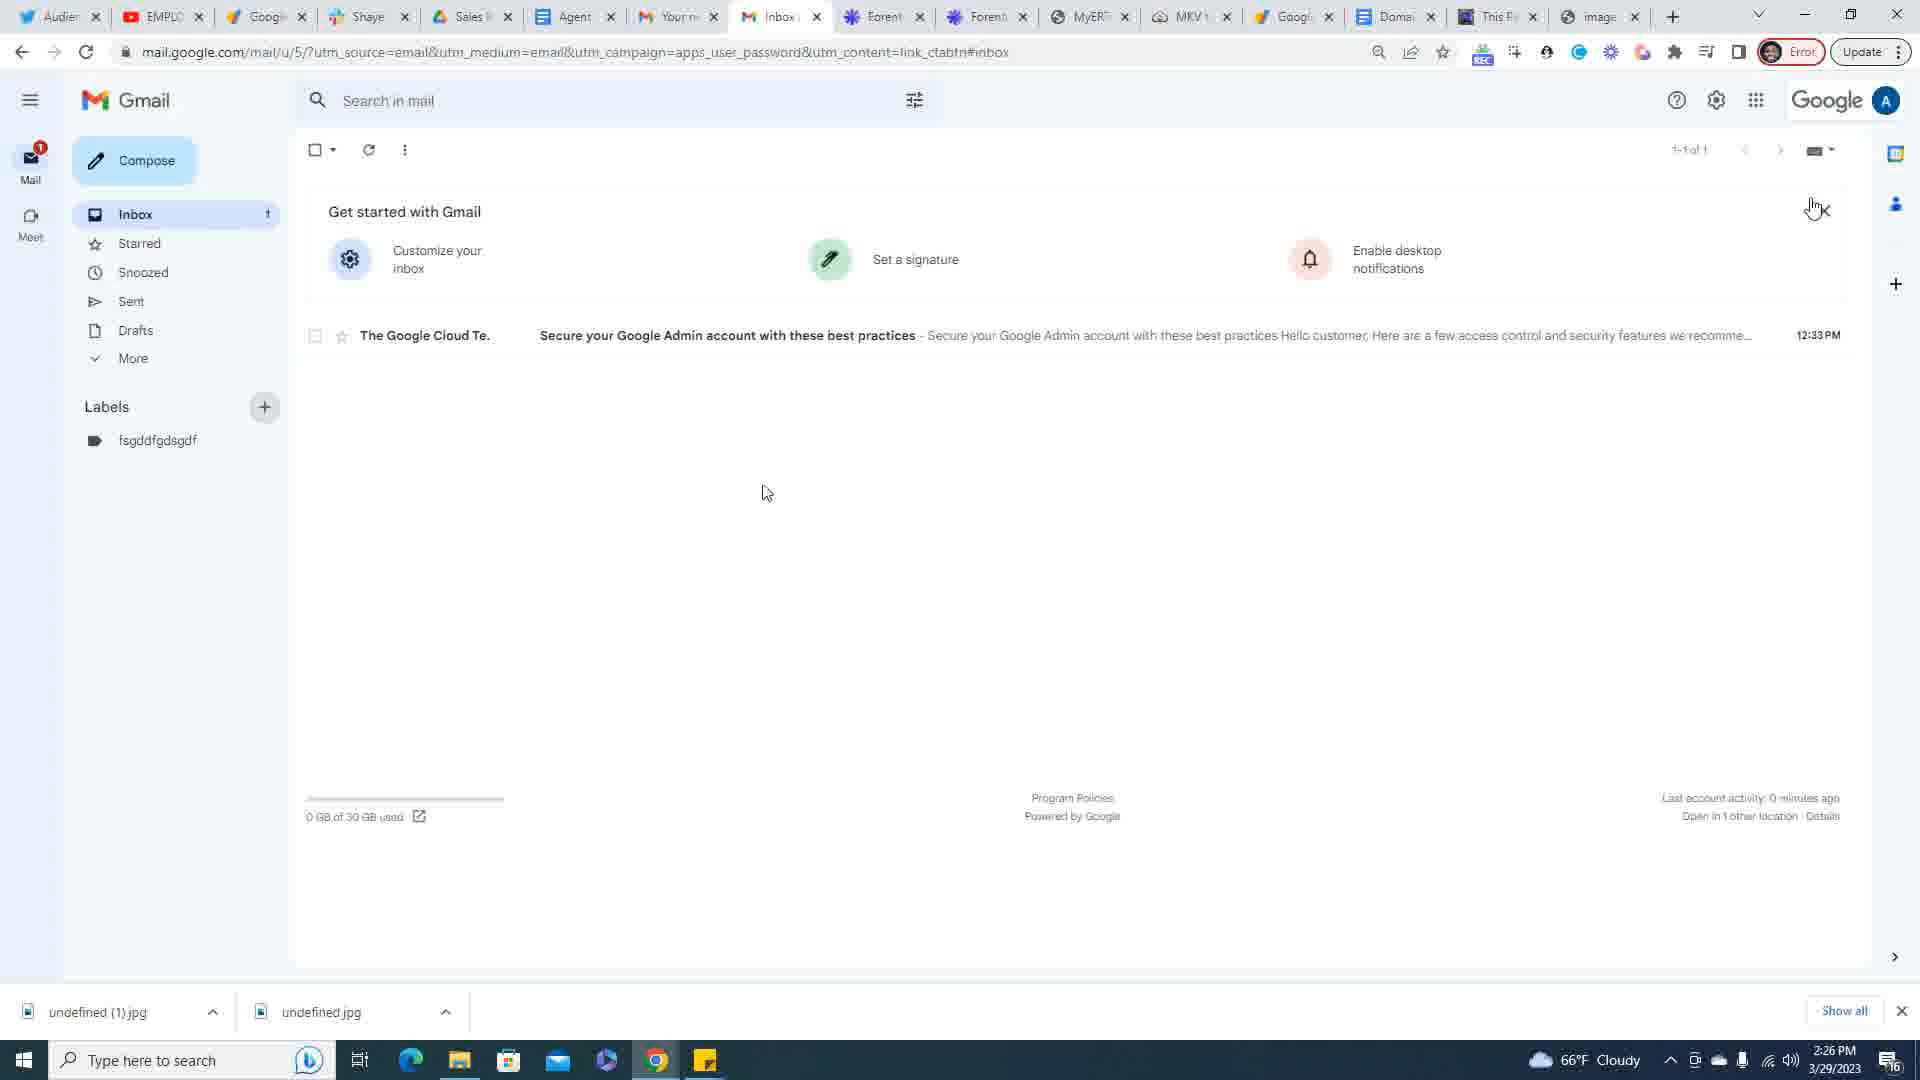 Audien
EMPLO
Google
Shaye
Sales R
Agent
Your n
Inbox
Forent
Forent
MyERT
MKV t
Google
Domai
This P
image
mail.google.com/mail/u/5/?utm_source=email&utm_medium=email&utm_campaign=apps_user_password&utm_content=link_ctabtn#inbox
REC
Error
Update
Gmail
Search in mail
Google
A
1
Mail
Meet
Compose
Inbox 1
Starred
Snoozed
Sent
Drafts
More
Labels
fsgddfgdsgdf
1–1 of 1
Get started with Gmail
Customize your
inbox
Set a signature
Enable desktop
notifications
The Google Cloud Te. Secure your Google Admin account with these best practices - Secure your Google Admin account with these best practices Hello customer, Here are a few access control and security features we recomme... 12:33 PM
0 GB of 30 GB used
Program Policies
Powered by Google
Last account activity: 0 minutes ago
Open in 1 other location · Details
undefined (1).jpg
undefined.jpg
Show all
Type here to search
66°F Cloudy
2:26 PM
3/29/2023
16